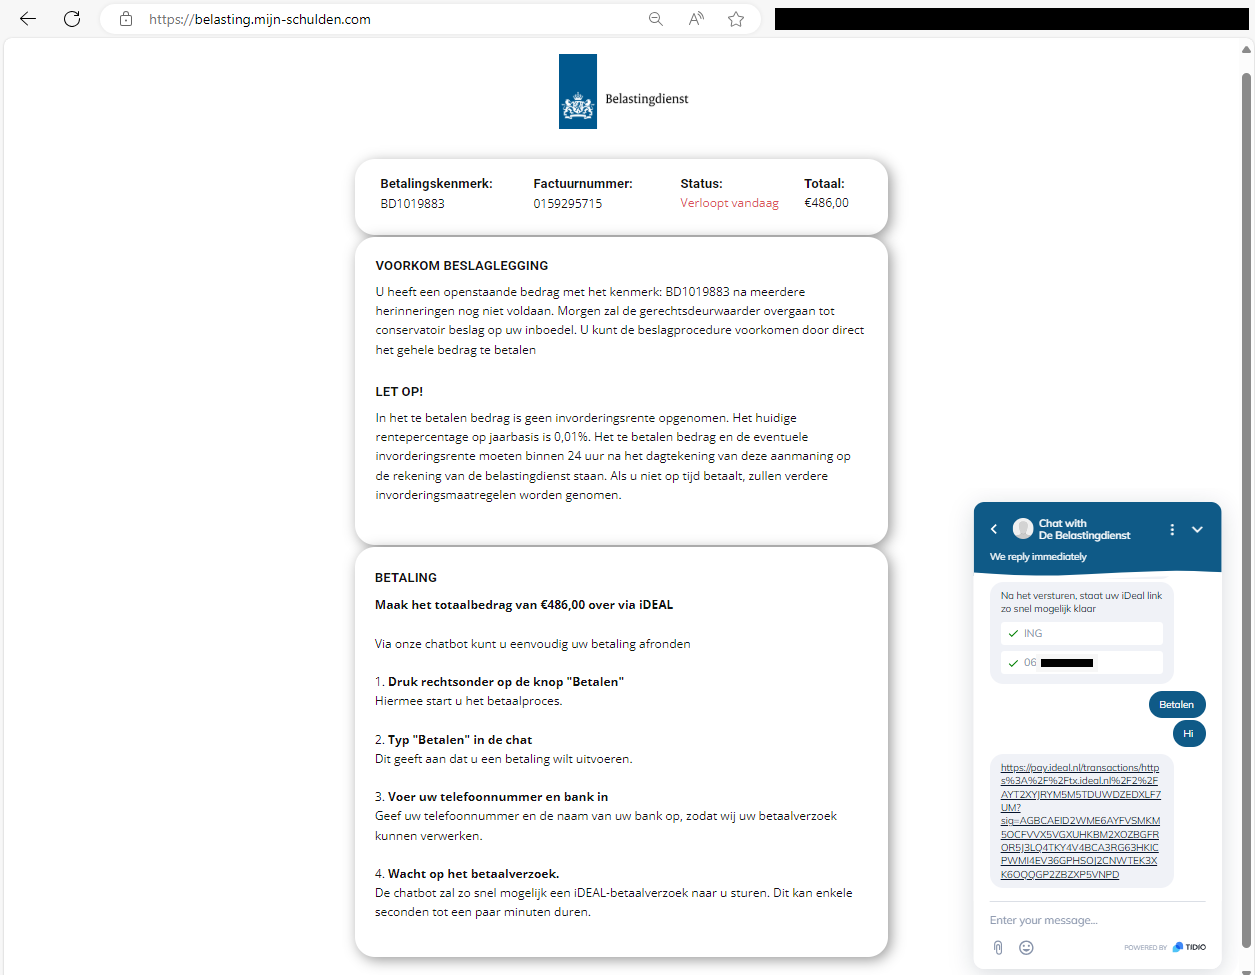 https://belasting.mijn-schulden.com
Belastingdienst
Betalingskenmerk: Factuurnummer: Status: Totaal:
BD1019883 0159295715 Verloopt vandaag €486,00
VOORKOM BESLAGLEGGING
U heeft een openstaande bedrag met het kenmerk: BD1019883 na meerdere
herinneringen nog niet voldaan. Morgen zal de gerechtsdeurwaarder overgaan tot
conservatoir beslag op uw inboedel. U kunt de beslagprocedure voorkomen door direct
het gehele bedrag te betalen
LET OP!
In het te betalen bedrag is geen invorderingsrente opgenomen. Het huidige
rentepercentage op jaarbasis is 0,01%. Het te betalen bedrag en de eventuele
invorderingsrente moeten binnen 24 uur na het dagtekening van deze aanmaning op
de rekening van de belastingdienst staan. Als u niet op tijd betaalt, zullen verdere
invorderingsmaatregelen worden genomen.
BETALING
Maak het totaalbedrag van €486,00 over via iDEAL
Via onze chatbot kunt u eenvoudig uw betaling afronden
1. Druk rechtsonder op de knop "Betalen"
Hiermee start u het betaalproces.
2. Typ "Betalen" in de chat
Dit geeft aan dat u een betaling wilt uitvoeren.
3. Voer uw telefoonnummer en bank in
Geef uw telefoonnummer en de naam van uw bank op, zodat wij uw betaalverzoek
kunnen verwerken.
4. Wacht op het betaalverzoek.
De chatbot zal zo snel mogelijk een iDEAL-betaalverzoek naar u sturen. Dit kan enkele
seconden tot een paar minuten duren.
Chat with
De Belastingdienst
We reply immediately
Na het versturen, staat uw iDeal link
zo snel mogelijk klaar
ING
06
Betalen
Hi
https://pay.ideal.nl/transactions/http
s%3A%2F%2Ftx.ideal.nl%2F2%2F
AYT2XYJRYM5M5TDUWDZEDXLF7
UM?
sig=AGBCAEID2WME6AYFVSMKM
5OCFVVX5VGXUHKBM2XOZBGFR
OR5J3LQ4TKY4V4BCA3RG63HKIC
PWMI4EV36GPHSOJ2CNWTEK3X
K6OQQGP2ZBZXP5VNPD
Enter your message...
POWERED BY TIDIO